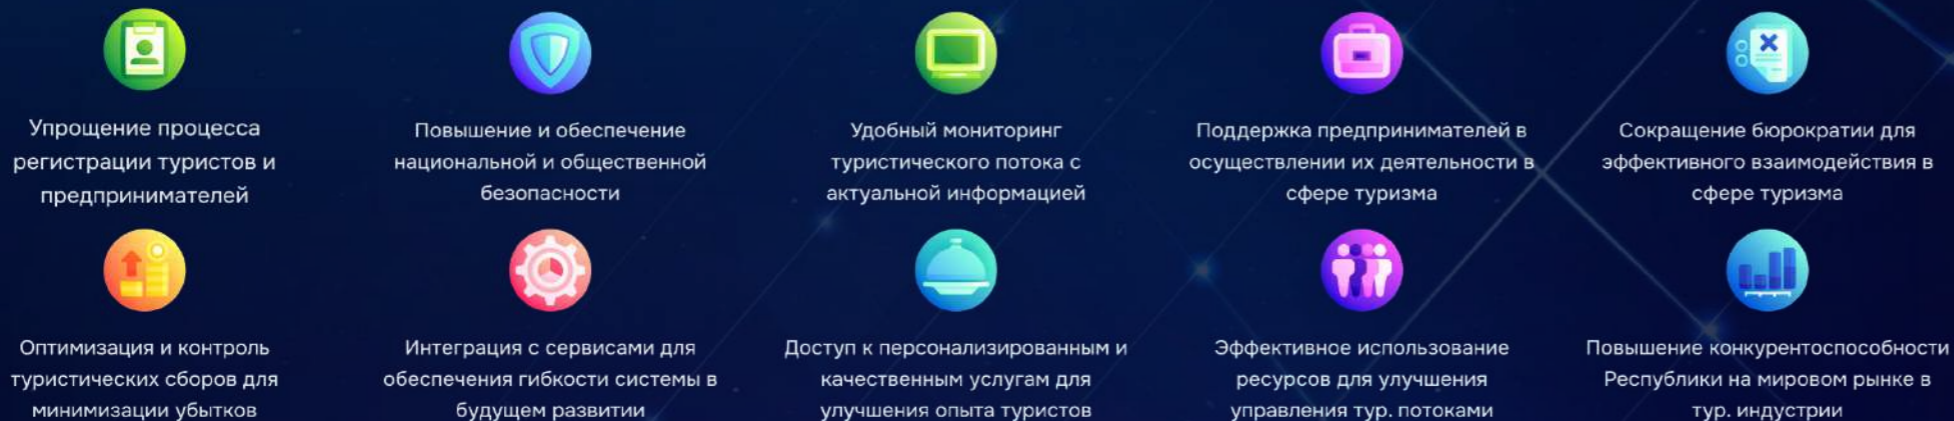 Упрощение процесса
регистрации туристов и
предпринимателей
Повышение и обеспечение
национальной и общественной
безопасности
Удобный мониторинг
туристического потока с
актуальной информацией
Поддержка предпринимателей в
осуществлении их деятельности в
сфере туризма
Сокращение бюрократии для
эффективного взаимодействия в
сфере туризма
Оптимизация и контроль
туристических сборов для
минимизации убытков
Интеграция с сервисами для
обеспечения гибкости системы в
будущем развитии
Доступ к персонализированным и
качественным услугам для
улучшения опыта туристов
Эффективное использование
ресурсов для улучшения
управления тур. потоками
Повышение конкурентоспособности
Республики на мировом рынке в
тур. индустрии